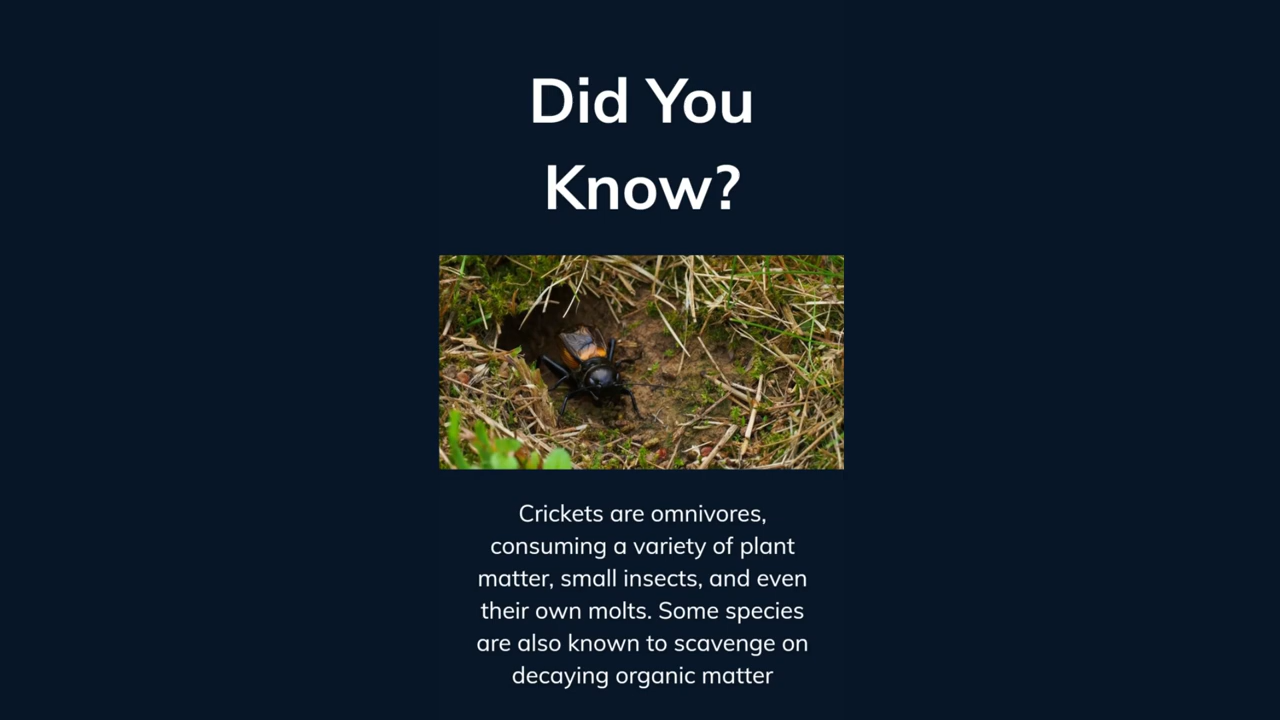 Did You
Know?
Crickets are omnivores,
consuming a variety of plant
matter, small insects, and even
their own molts. Some species
are also known to scavenge on
decaying organic matter